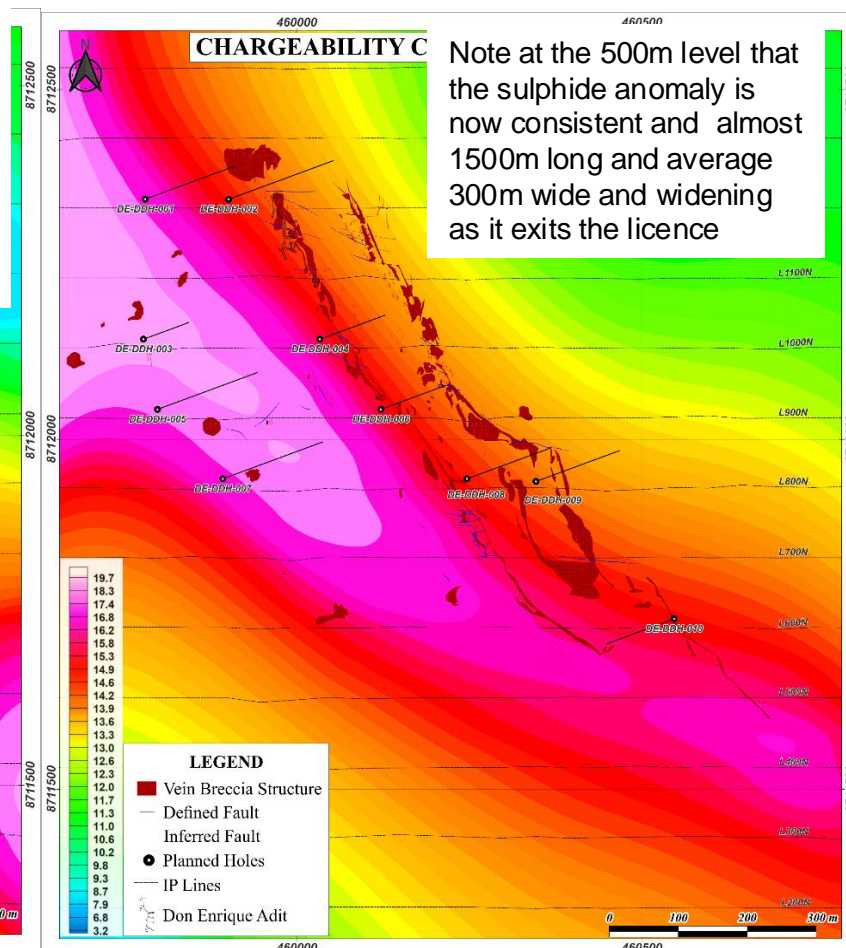 460000
460500
CHARGEABILITY C
N
Note at the 500m level that
the sulphide anomaly is
now consistent and almost
1500m long and average
300m wide and widening
as it exits the licence
8712500
8712500
DE-DDH-001
DE-DDH-002
L1100N
DE-DDH-003
DE-DDH-004
L1000N
DE-DDH-005
DE-DDH-006
L900N
8712000
8712000
DE-DDH-007
DE-DDH-008
DE-DDH-009
L800N
L700N
DE-DDH-010
L600N
L500N
L400N
L300N
L200N
8711500
8711500
19.7
18.3
17.4
16.8
16.2
15.8
15.3
14.9
14.6
14.2
13.9
13.6
13.3
13.0
12.6
12.3
12.0
11.7
11.3
11.0
10.6
10.2
9.8
9.3
8.7
7.9
6.8
3.2
LEGEND
Vein Breccia Structure
Defined Fault
Inferred Fault
Planned Holes
IP Lines
Don Enrique Adit
0 m
0 100 200 300 m
460000
460500